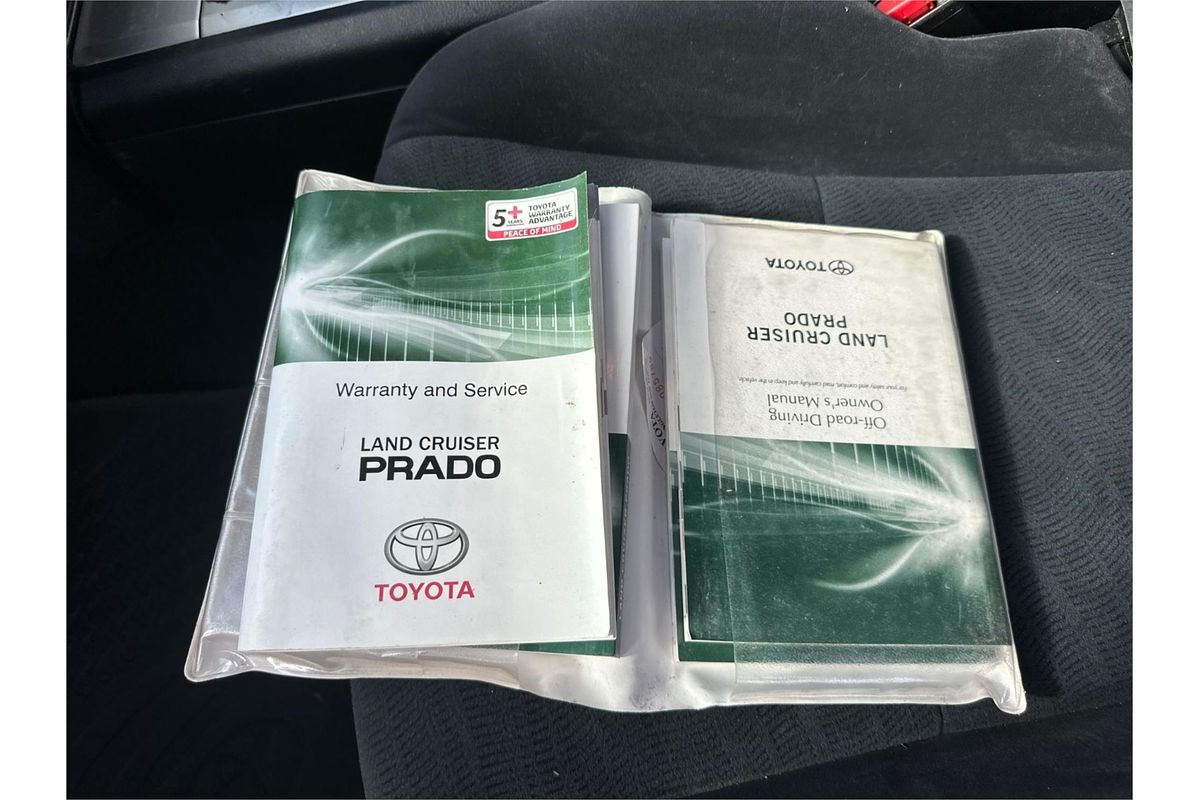 5+
YEARS
TOYOTA
WARRANTY
ADVANTAGE
PEACE OF MIND
Warranty and Service
LAND CRUISER
PRADO
TOYOTA
Off-road Driving
Owner's Manual
For your safety and comfort, read carefully and keep in the vehicle.
LAND CRUISER
PRADO
TOYOTA